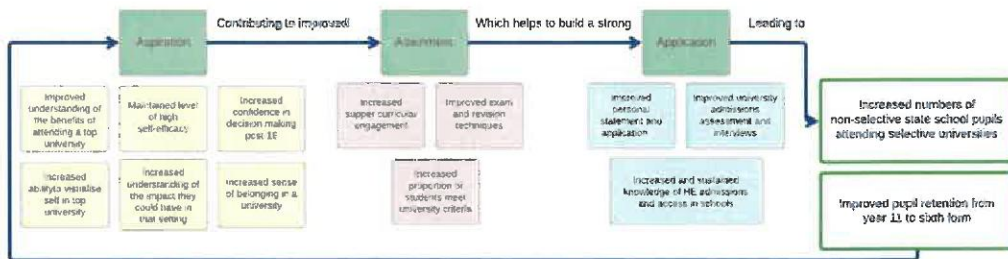 Aspiration
Contributing to improved
Attainment
Which helps to build a strong
Application
Leading to
Improved
understanding of
the benefits of
attending a top
university
Maintained level
of high
self-efficacy
Increased
confidence in
decision making
post 16
Increased
ability to visualise
self in top
university
Increased
understanding of
the impact they
could have in
that setting
Increased sense
of belonging in a
university
Increased
supper curricular
engagement
Improved exam
and revision
techniques
Increased
proportion of
students meet
university criteria
Improved
personal
statement and
application
Improved university
admissions
assessment and
interviews
Increased and sustained
knowledge of HE admissions
and access in schools
Increased numbers of
non-selective state school pupils
attending selective universities
Improved pupil retention from
year 11 to sixth form